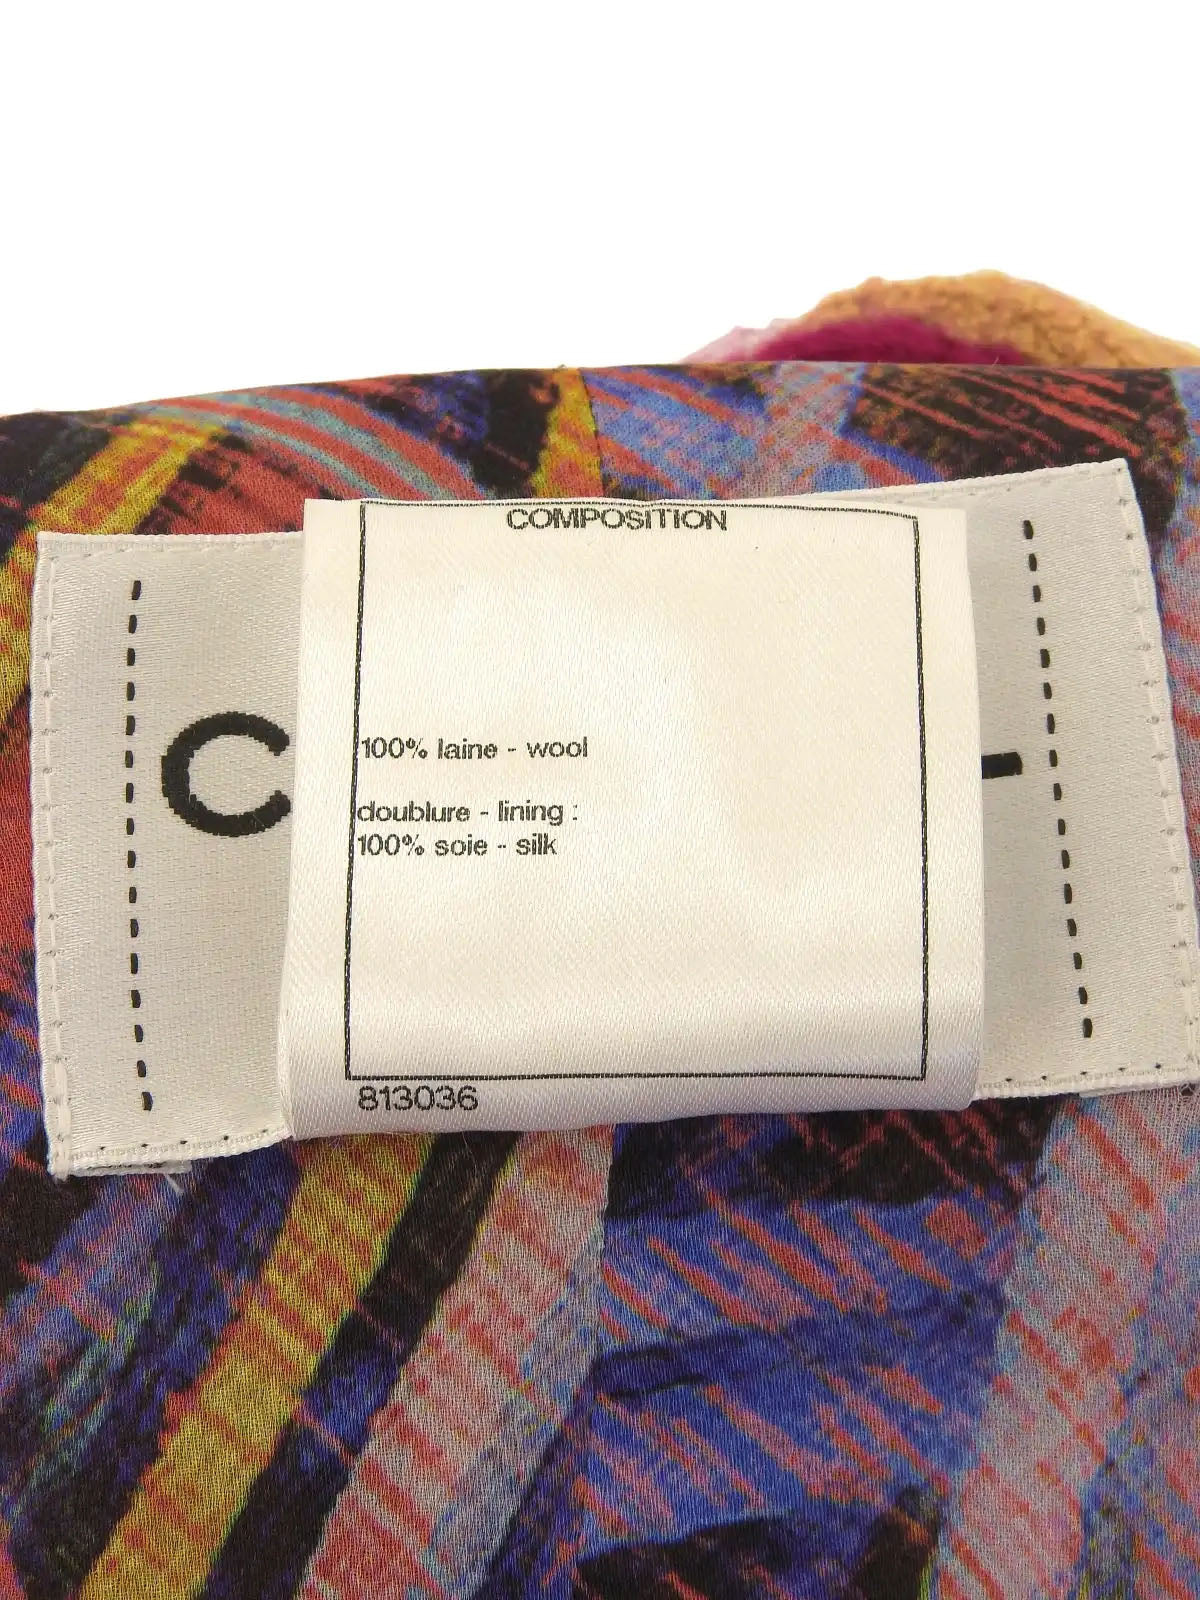 COMPOSITION
C
100% laine - wool
doublure - lining :
100% soie - silk
813036